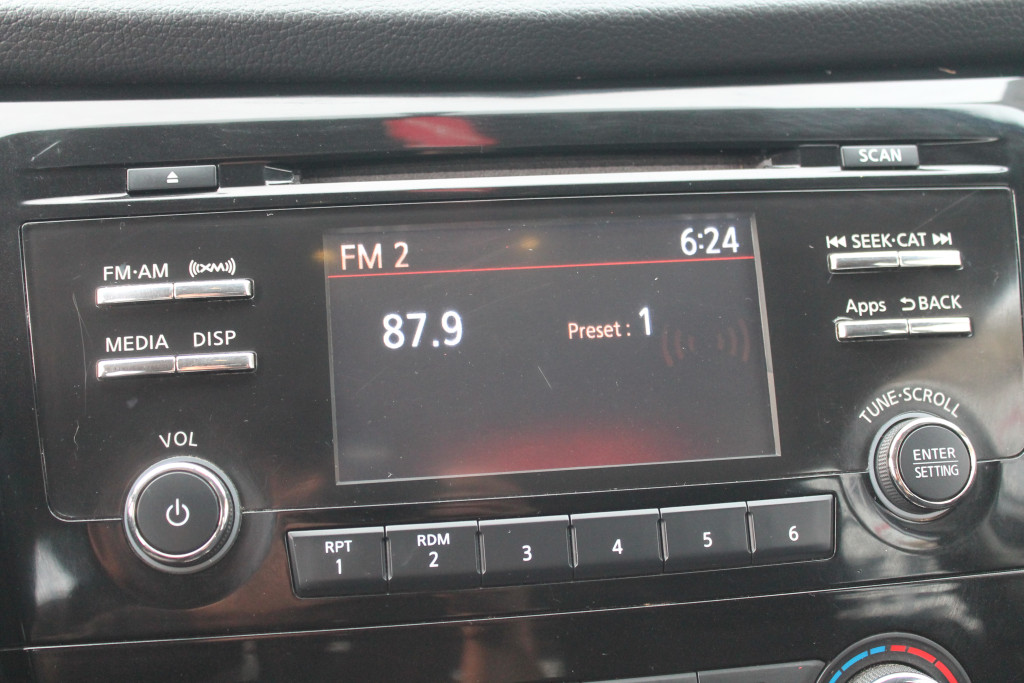 SCAN
FM·AM
(((XM)))
MEDIA
DISP
VOL
FM 2
6:24
87.9
Preset : 1
SEEK·CAT
Apps
BACK
TUNE·SCROLL
ENTER
SETTING
RPT
1
RDM
2
3
4
5
6